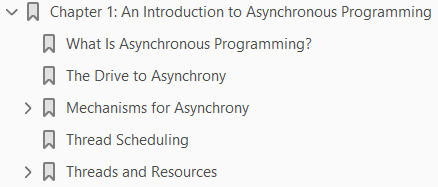 Chapter 1: An Introduction to Asynchronous Programming
What Is Asynchronous Programming?
The Drive to Asynchrony
Mechanisms for Asynchrony
Thread Scheduling
Threads and Resources